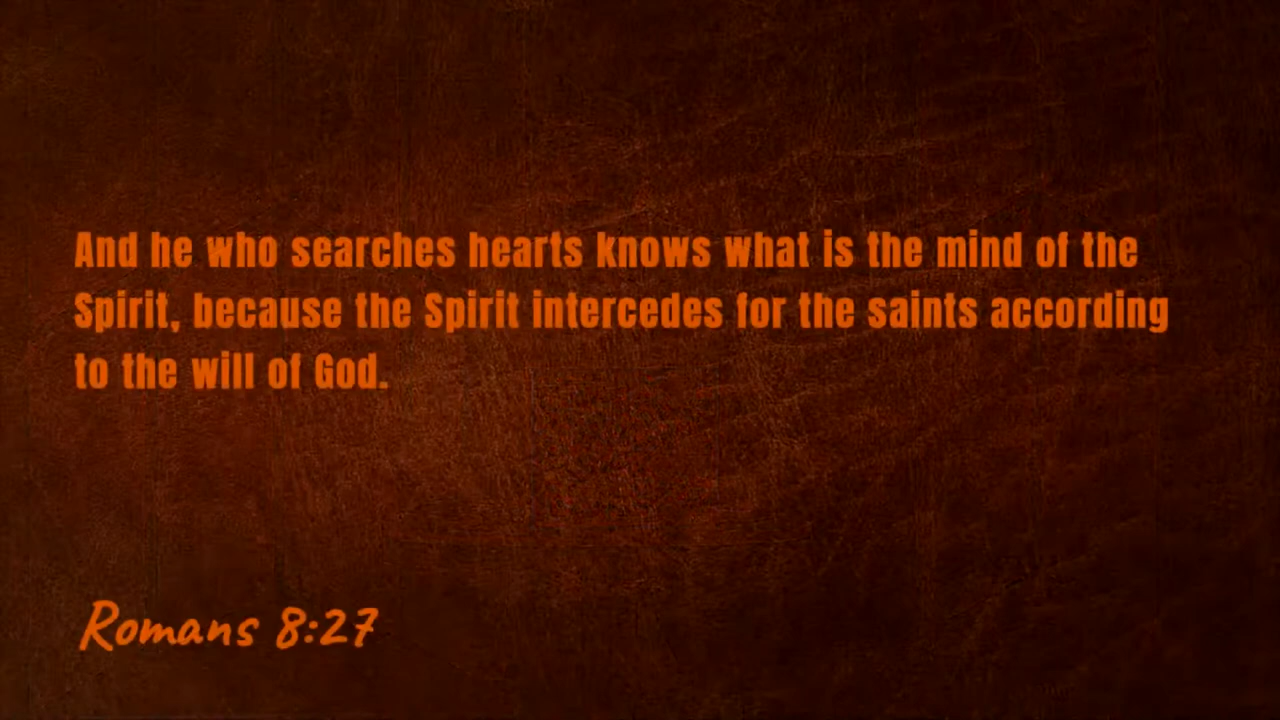 And he who searches hearts knows what is the mind of the
Spirit, because the Spirit intercedes for the saints according
to the will of God.
Romans 8:27